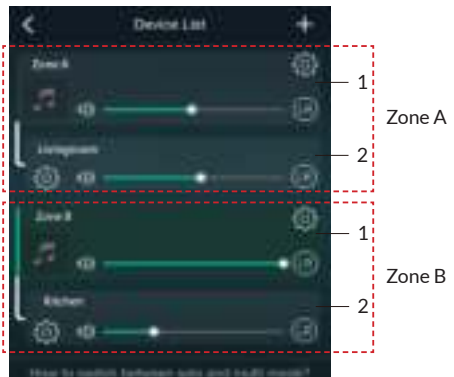 Device List
Zone A
1
Zone A
Livingroom
2
Zone B
1
Zone B
Kitchen
2
How to switch between solo and multi mode?